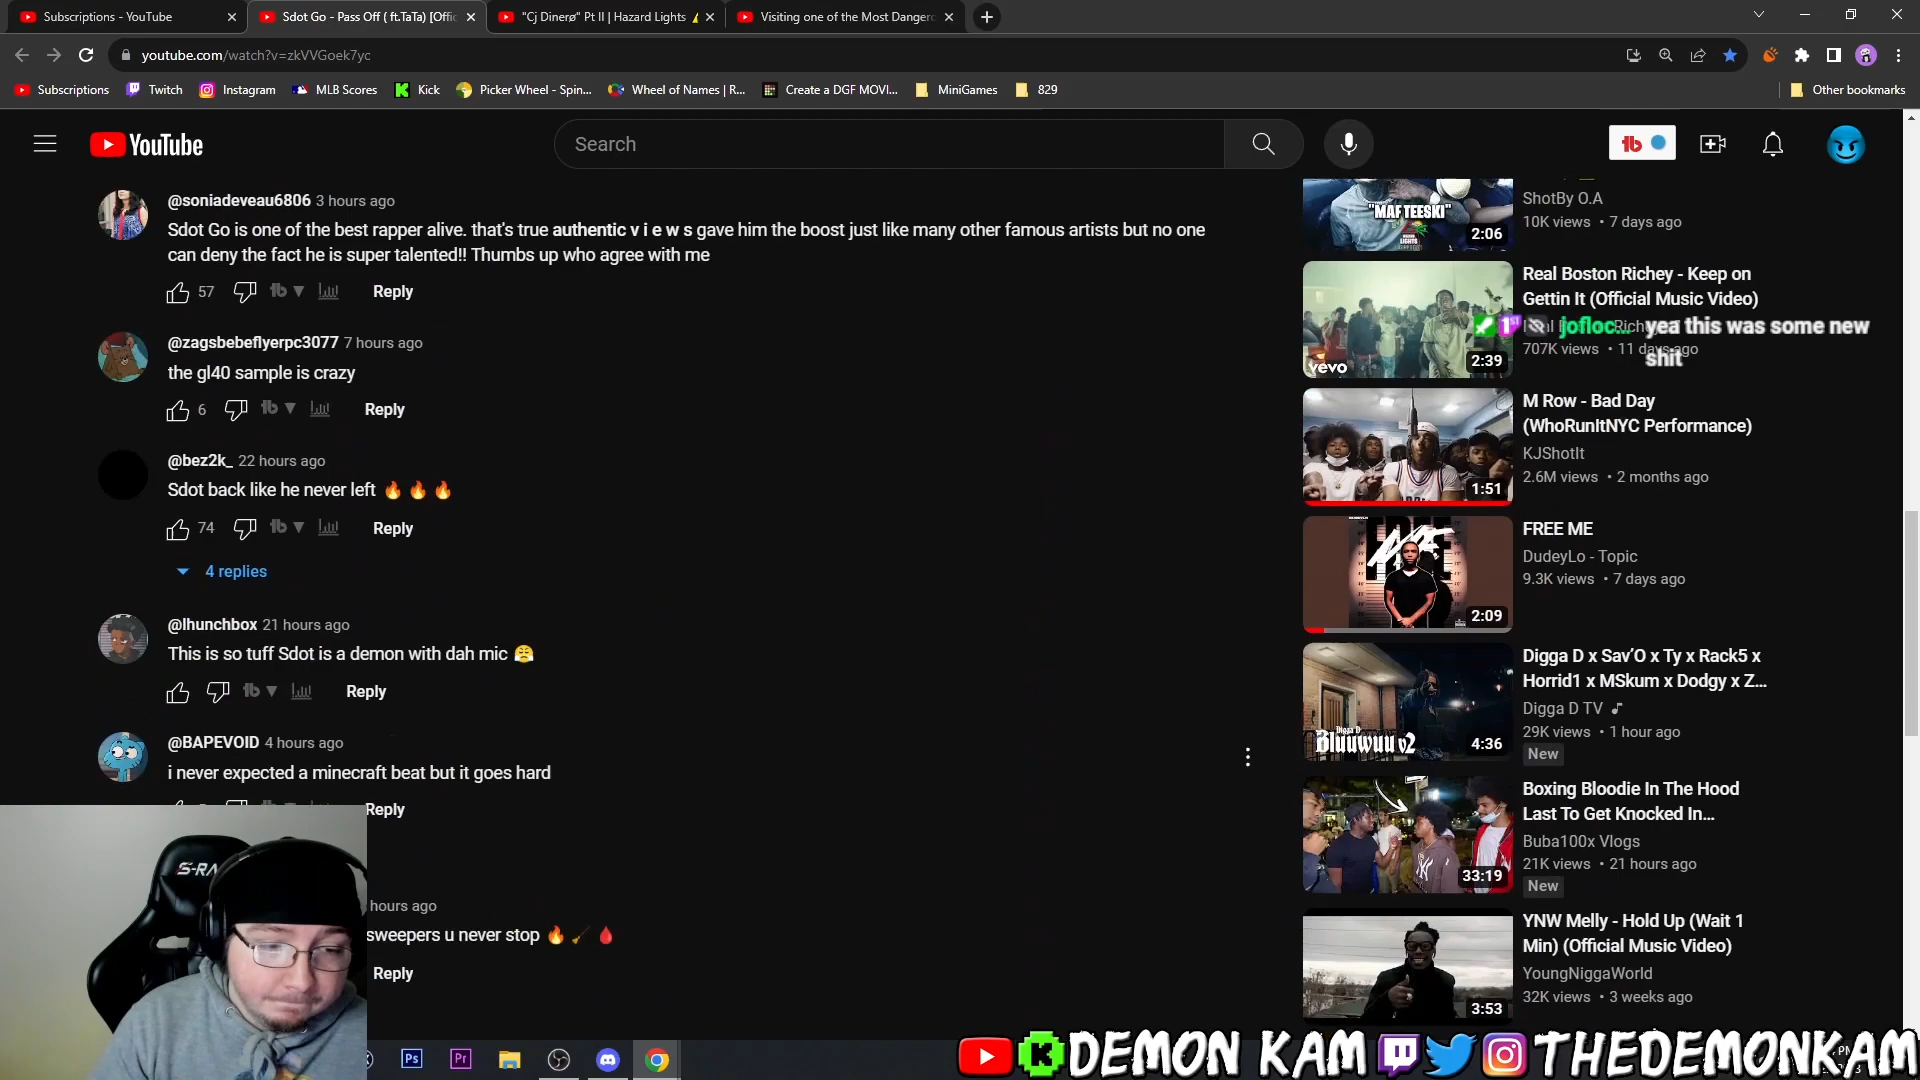 Subscriptions - YouTube
Sdot Go - Pass Off ( ft.TaTa) [Offic
"Cj Dinerø" Pt II | Hazard Lights
Visiting one of the Most Dangero
youtube.com/watch?v=zkVVGoek7yc
Subscriptions
Twitch
Instagram
MLB Scores
Kick
Picker Wheel - Spin...
Wheel of Names | R...
Create a DGF MOVI...
MiniGames
829
Other bookmarks
YouTube
Search
@soniadeveau6806 3 hours ago
Sdot Go is one of the best rapper alive. that's true authentic v i e w s gave him the boost just like many other famous artists but no one
can deny the fact he is super talented!! Thumbs up who agree with me
57
Reply
@zagsbebeflyerpc3077 7 hours ago
the gl40 sample is crazy
6
Reply
@bez2k_ 22 hours ago
Sdot back like he never left 🔥 🔥 🔥
74
Reply
4 replies
@lhunchbox 21 hours ago
This is so tuff Sdot is a demon with dah mic 😤
Reply
@BAPEVOID 4 hours ago
i never expected a minecraft beat but it goes hard
Reply
hours ago
sweepers u never stop 🔥 🧹 🩸
Reply
"MAF TEESKI"
2:06
ShotBy O.A
10K views • 7 days ago
vevo
2:39
Real Boston Richey - Keep on
Gettin It (Official Music Video)
707K views • 11 days ago
jofloc... yea this was some new
shit
1:51
M Row - Bad Day
(WhoRunItNYC Performance)
KJShotIt
2.6M views • 2 months ago
2:09
FREE ME
DudeyLo - Topic
9.3K views • 7 days ago
Digga D
Bluuwuu v2
4:36
Digga D x Sav'O x Ty x Rack5 x
Horrid1 x MSkum x Dodgy x Z...
Digga D TV
29K views • 1 hour ago
New
33:19
Boxing Bloodie In The Hood
Last To Get Knocked In...
Buba100x Vlogs
21K views • 21 hours ago
New
3:53
YNW Melly - Hold Up (Wait 1
Min) (Official Music Video)
YoungNiggaWorld
32K views • 3 weeks ago
S-RA
Ps
Pr
DEMON KAM
THEDEMONKAM